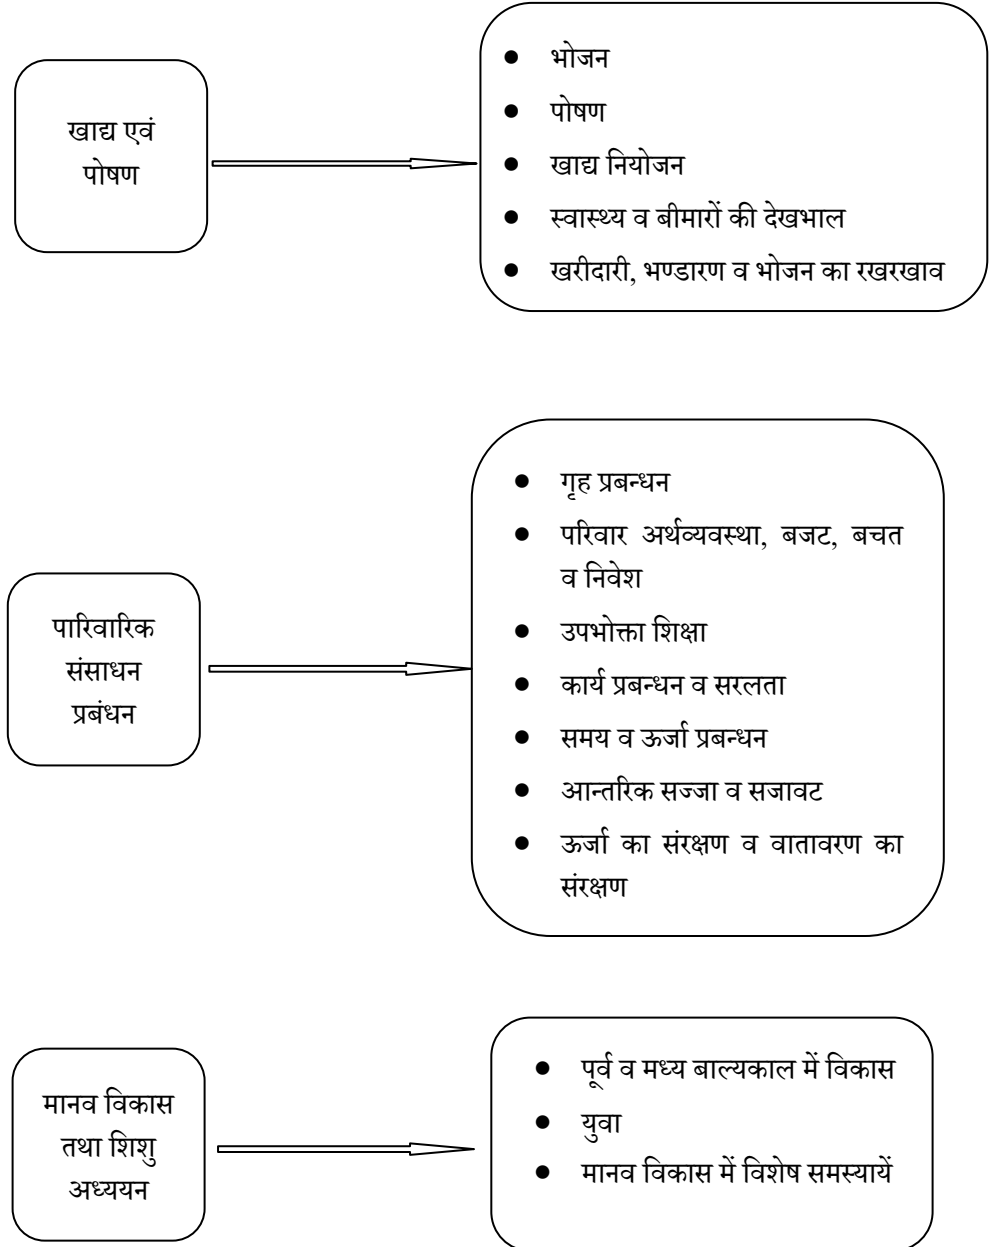 खाद्य एवं
पोषण
● भोजन
● पोषण
● खाद्य नियोजन
● स्वास्थ्य व बीमारों की देखभाल
● खरीदारी, भण्डारण व भोजन का रखरखाव
पारिवारिक
संसाधन
प्रबंधन
● गृह प्रबन्धन
● परिवार अर्थव्यवस्था, बजट, बचत
व निवेश
● उपभोक्ता शिक्षा
● कार्य प्रबन्धन व सरलता
● समय व ऊर्जा प्रबन्धन
● आन्तरिक सज्जा व सजावट
● ऊर्जा का संरक्षण व वातावरण का
संरक्षण
मानव विकास
तथा शिशु
अध्ययन
● पूर्व व मध्य बाल्यकाल में विकास
● युवा
● मानव विकास में विशेष समस्यायें